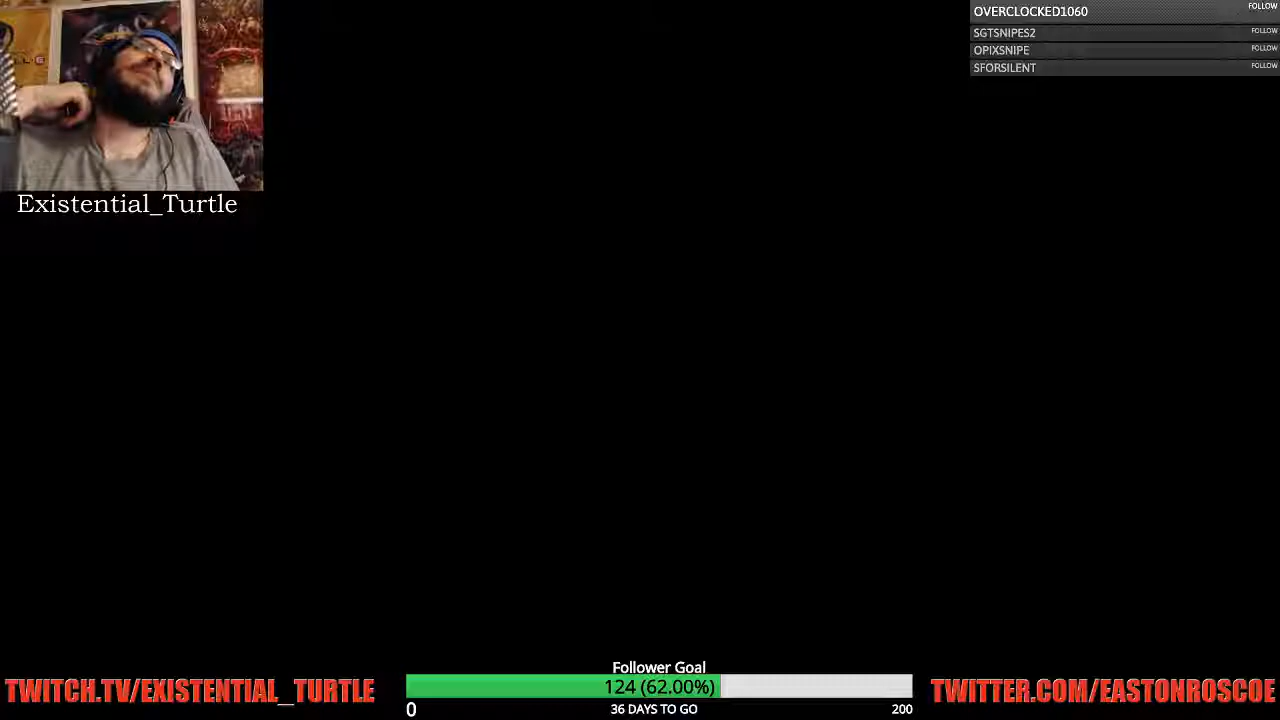 OVERCLOCKED1060 FOLLOW
SGTSNIPES2 FOLLOW
OPIXSNIPE FOLLOW
SFORSILENT FOLLOW
Existential_Turtle
Follower Goal
124 (62.00%)
0 36 DAYS TO GO 200
TWITCH.TV/EXISTENTIAL_TURTLE
TWITTER.COM/EASTONROSCOE